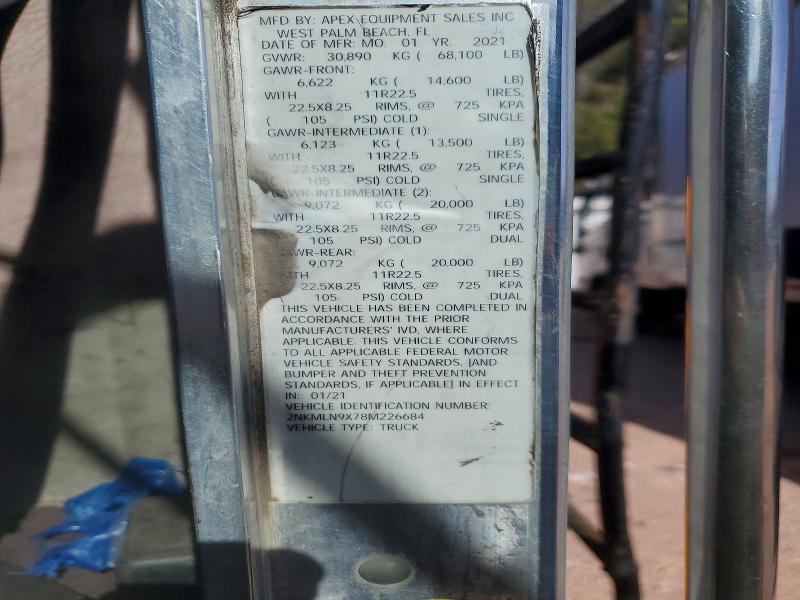 MFD BY: APEX EQUIPMENT SALES INC
WEST PALM BEACH, FL
DATE OF MFR: MO. 01 YR. 2021
GVWR: 30,890 KG ( 68,100 LB)
GAWR-FRONT:
6,622 KG ( 14,600 LB)
WITH 11R22.5 TIRES,
22.5X8.25 RIMS, @ 725 KPA
( 105 PSI) COLD SINGLE
GAWR-INTERMEDIATE (1):
6,123 KG ( 13,500 LB)
WITH 11R22.5 TIRES,
22.5X8.25 RIMS, @ 725 KPA
( 105 PSI) COLD SINGLE
GAWR-INTERMEDIATE (2):
9,072 KG ( 20,000 LB)
WITH 11R22.5 TIRES,
22.5X8.25 RIMS, @ 725 KPA
105 PSI) COLD DUAL
GAWR-REAR:
9,072 KG ( 20,000 LB)
WITH 11R22.5 TIRES,
22.5X8.25 RIMS, @ 725 KPA
( 105 PSI) COLD DUAL
THIS VEHICLE HAS BEEN COMPLETED IN
ACCORDANCE WITH THE PRIOR
MANUFACTURERS' IVD, WHERE
APPLICABLE. THIS VEHICLE CONFORMS
TO ALL APPLICABLE FEDERAL MOTOR
VEHICLE SAFETY STANDARDS, [AND
BUMPER AND THEFT PREVENTION
STANDARDS, IF APPLICABLE] IN EFFECT
IN: 01/21
VEHICLE IDENTIFICATION NUMBER:
2NKMLN9X78M226684
VEHICLE TYPE: TRUCK